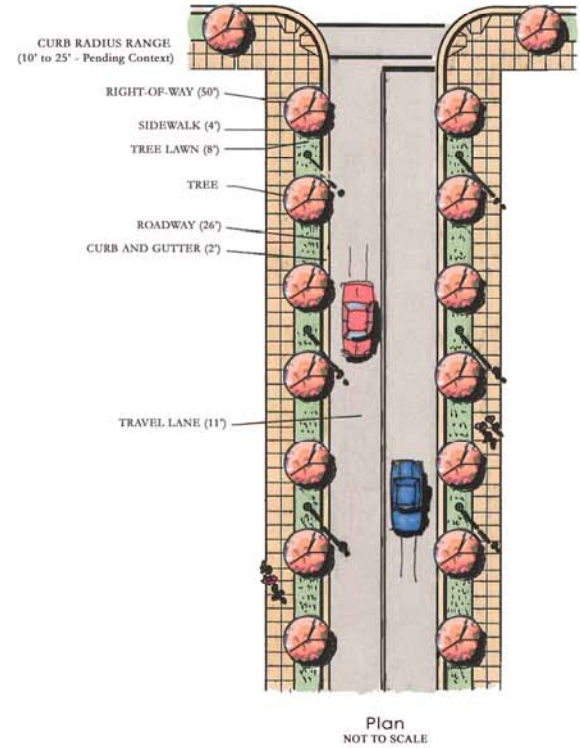 CURB RADIUS RANGE
(10' to 25' - Pending Context)
RIGHT-OF-WAY (50')
SIDEWALK (4')
TREE LAWN (8')
TREE
ROADWAY (26')
CURB AND GUTTER (2')
TRAVEL LANE (11')
Plan
NOT TO SCALE